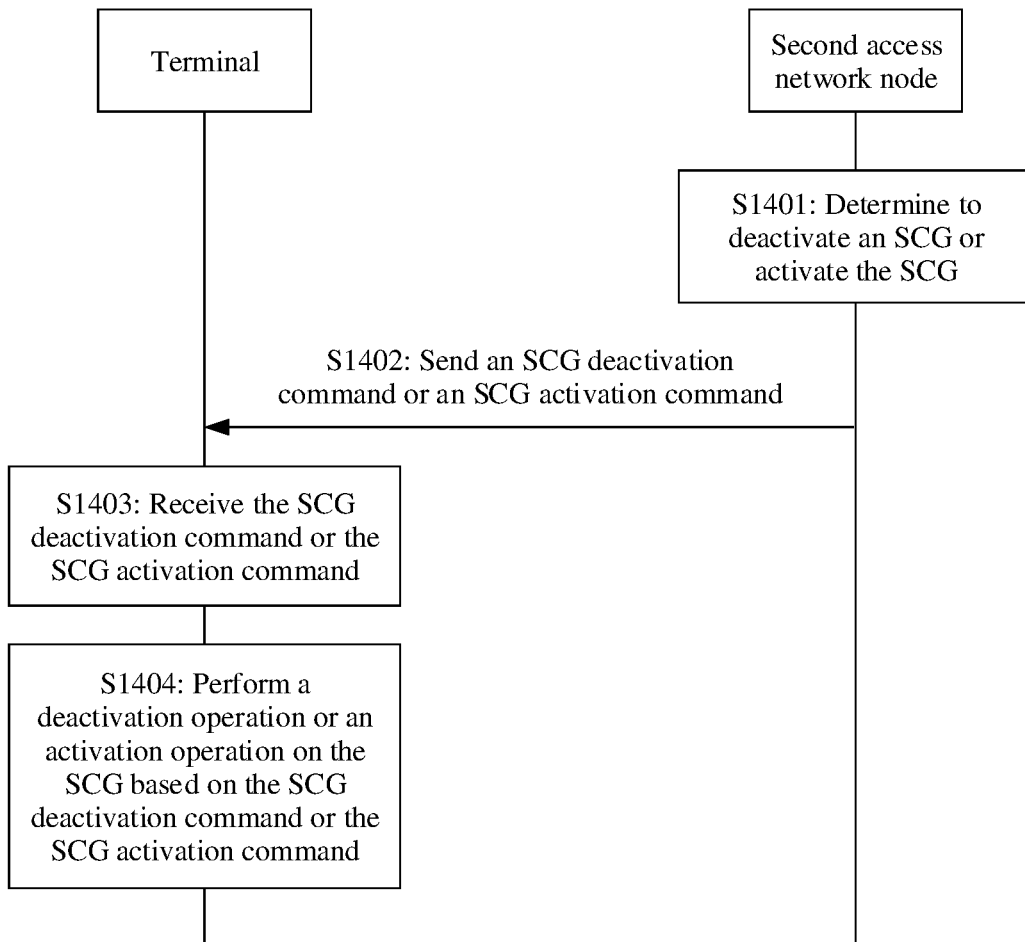 Terminal
Second access
network node
S1401: Determine to
deactivate an SCG or
activate the SCG
S1402: Send an SCG deactivation
command or an SCG activation command
S1403: Receive the SCG
deactivation command or the
SCG activation command
S1404: Perform a
deactivation operation or an
activation operation on the
SCG based on the SCG
deactivation command or the
SCG activation command